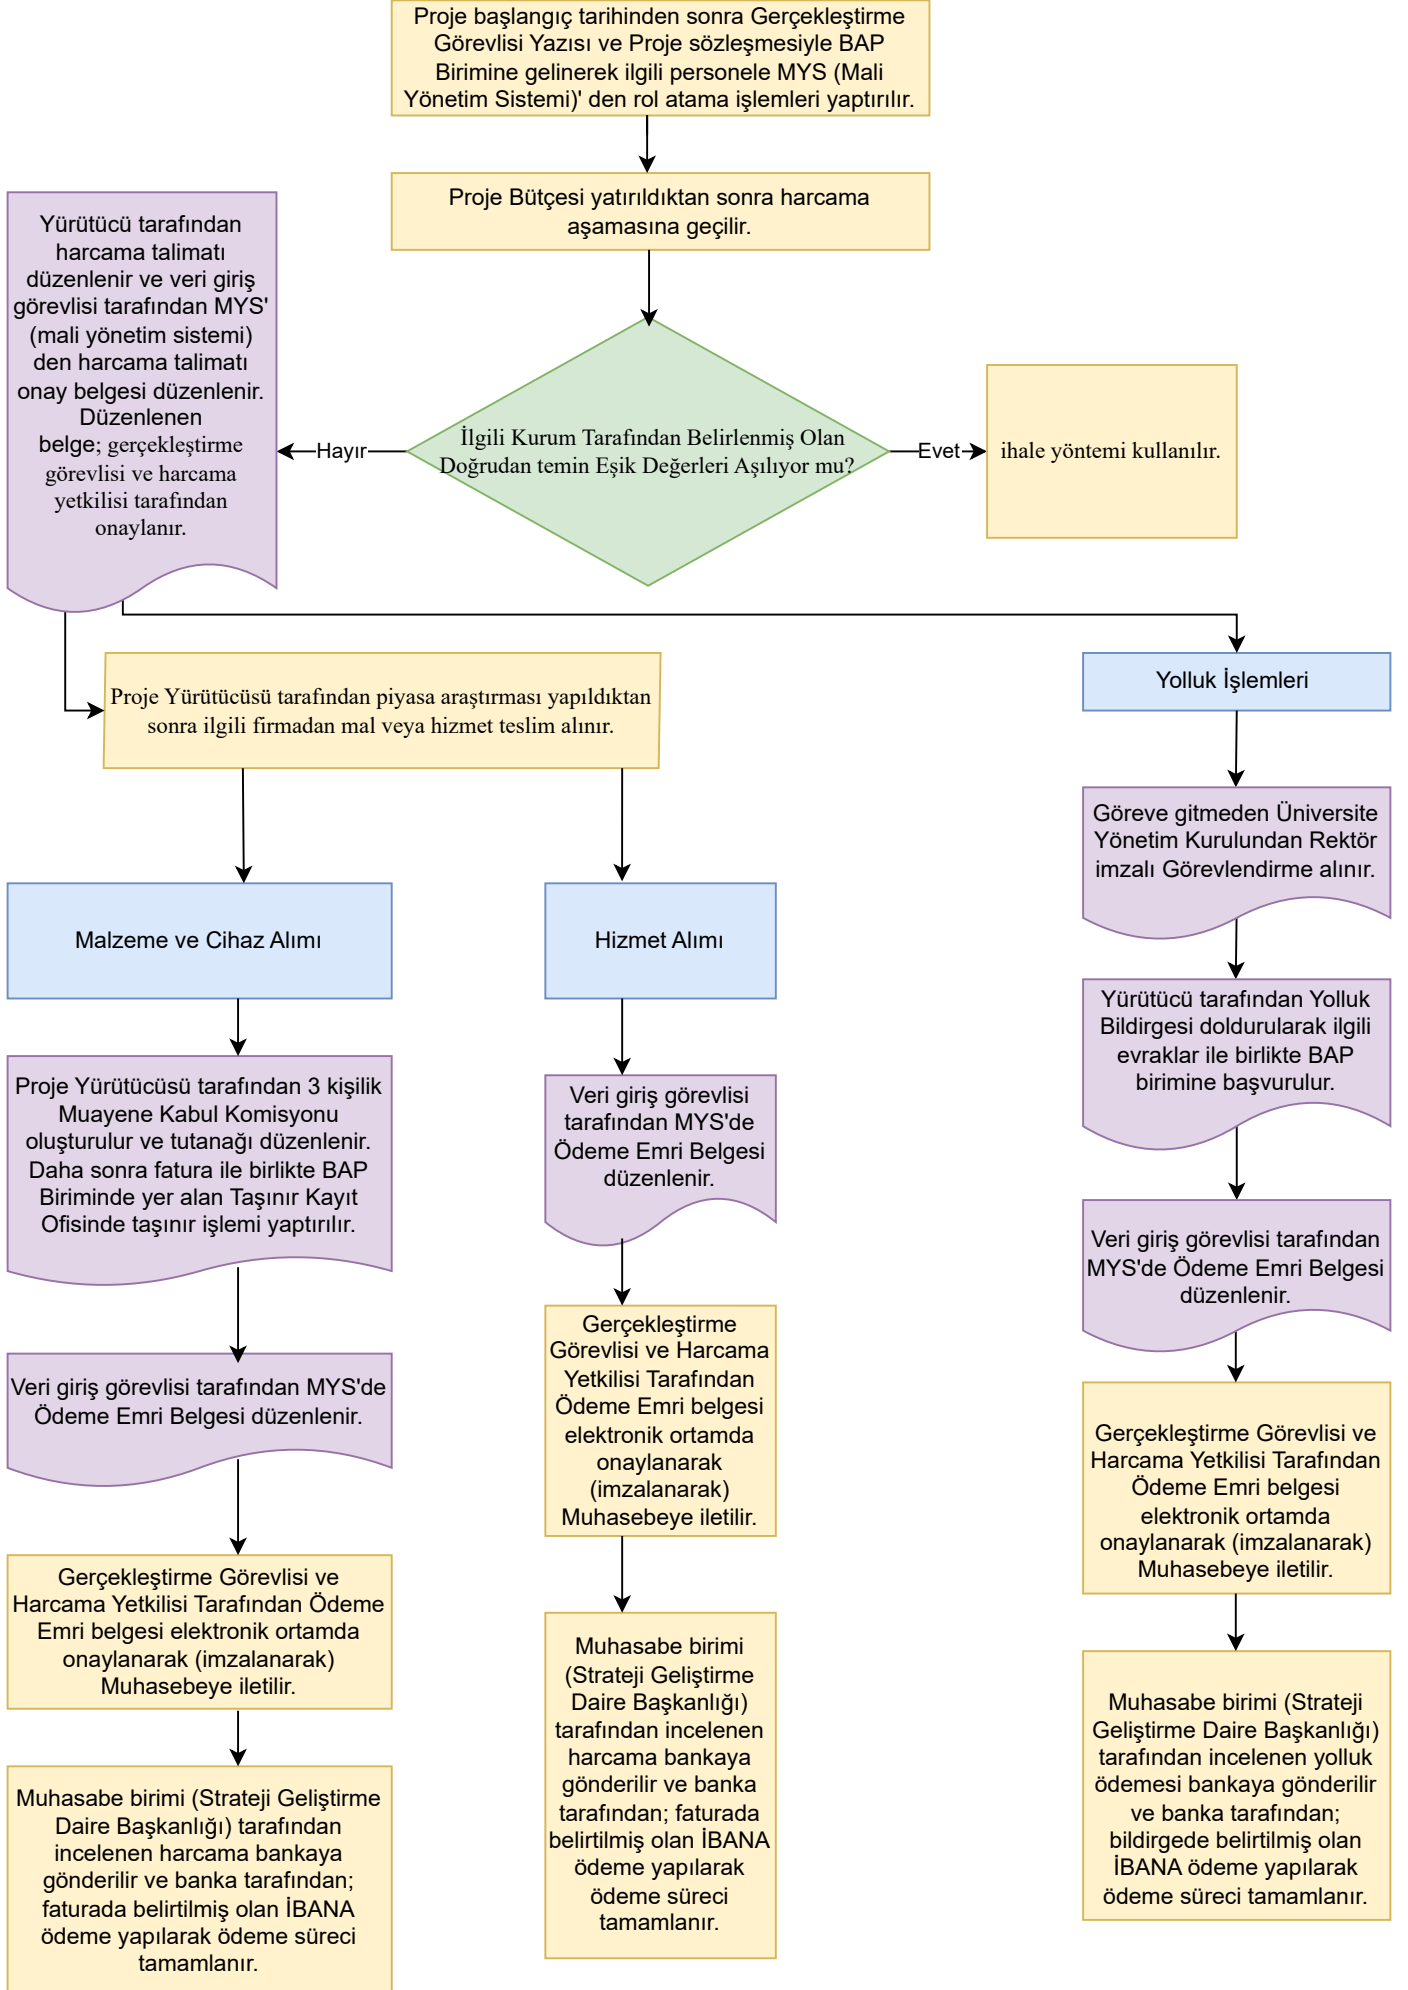 Proje başlangıç tarihinden sonra Gerçekleştirme
Görevlisi Yazısı ve Proje sözleşmesiyle BAP
Birimine gelinerek ilgili personele MYS (Mali
Yönetim Sistemi)' den rol atama işlemleri yaptırılır.
Proje Bütçesi yatırıldıktan sonra harcama
aşamasına geçilir.
Yürütücü tarafından
harcama talimatı
düzenlenir ve veri giriş
görevlisi tarafından MYS'
(mali yönetim sistemi)
den harcama talimatı
onay belgesi düzenlenir.
Düzenlenen
belge; gerçekleştirme
görevlisi ve harcama
yetkilisi tarafından
onaylanır.
Hayır
İlgili Kurum Tarafından Belirlenmiş Olan
Doğrudan temin Eşik Değerleri Aşılıyor mu?
Evet
ihale yöntemi kullanılır.
Proje Yürütücüsü tarafından piyasa araştırması yapıldıktan
sonra ilgili firmadan mal veya hizmet teslim alınır.
Malzeme ve Cihaz Alımı
Proje Yürütücüsü tarafından 3 kişilik
Muayene Kabul Komisyonu
oluşturulur ve tutanağı düzenlenir.
Daha sonra fatura ile birlikte BAP
Biriminde yer alan Taşınır Kayıt
Ofisinde taşınır işlemi yaptırılır.
Veri giriş görevlisi tarafından MYS'de
Ödeme Emri Belgesi düzenlenir.
Gerçekleştirme Görevlisi ve
Harcama Yetkilisi Tarafından Ödeme
Emri belgesi elektronik ortamda
onaylanarak (imzalanarak)
Muhasebeye iletilir.
Muhasabe birimi (Strateji Geliştirme
Daire Başkanlığı) tarafından
incelenen harcama bankaya
gönderilir ve banka tarafından;
faturada belirtilmiş olan İBANA
ödeme yapılarak ödeme süreci
tamamlanır.
Hizmet Alımı
Veri giriş görevlisi
tarafından MYS'de
Ödeme Emri Belgesi
düzenlenir.
Gerçekleştirme
Görevlisi ve Harcama
Yetkilisi Tarafından
Ödeme Emri belgesi
elektronik ortamda
onaylanarak
(imzalanarak)
Muhasebeye iletilir.
Muhasabe birimi
(Strateji Geliştirme
Daire Başkanlığı)
tarafından incelenen
harcama bankaya
gönderilir ve banka
tarafından; faturada
belirtilmiş olan İBANA
ödeme yapılarak
ödeme süreci
tamamlanır.
Yolluk İşlemleri
Göreve gitmeden Üniversite
Yönetim Kurulundan Rektör
imzalı Görevlendirme alınır.
Yürütücü tarafından Yolluk
Bildirgesi doldurularak ilgili
evraklar ile birlikte BAP
birimine başvurulur.
Veri giriş görevlisi tarafından
MYS'de Ödeme Emri Belgesi
düzenlenir.
Gerçekleştirme Görevlisi ve
Harcama Yetkilisi Tarafından
Ödeme Emri belgesi
elektronik ortamda
onaylanarak (imzalanarak)
Muhasebeye iletilir.
Muhasabe birimi (Strateji
Geliştirme Daire Başkanlığı)
tarafından incelenen yolluk
ödemesi bankaya gönderilir
ve banka tarafından;
bildirgede belirtilmiş olan
İBANA ödeme yapılarak
ödeme süreci tamamlanır.